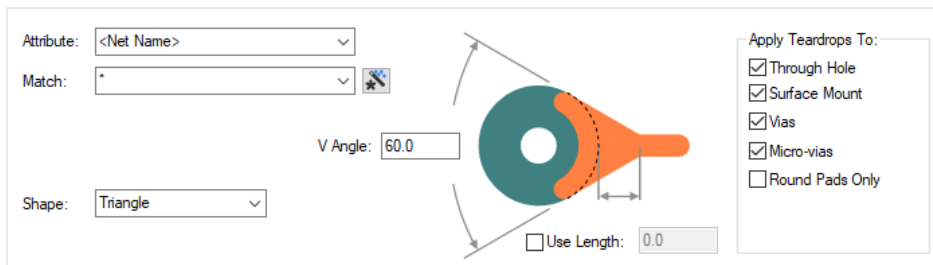 Attribute: <Net Name>
Match: *
V Angle: 60.0
Shape: Triangle
Use Length: 0.0
Apply Teardrops To:
Through Hole
Surface Mount
Vias
Micro-vias
Round Pads Only